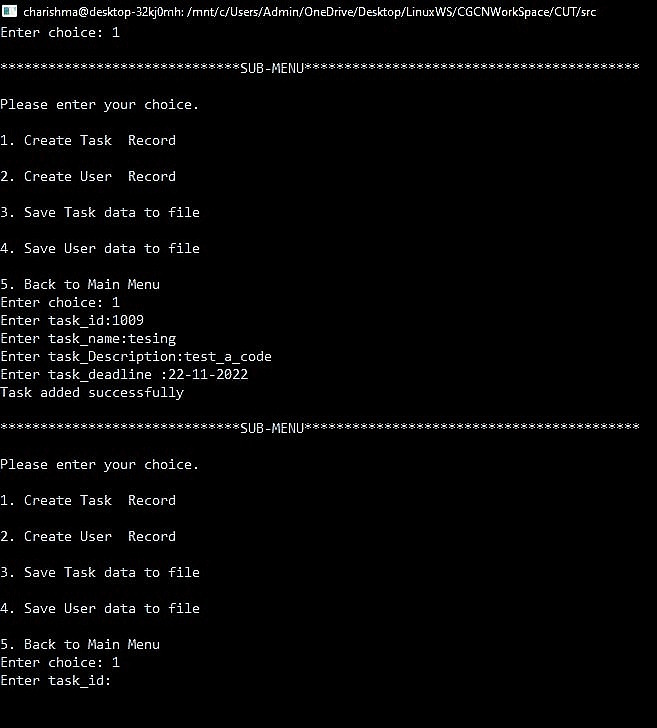 charishma@desktop-32kj0mh: /mnt/c/Users/Admin/OneDrive/Desktop/LinuxWS/CGCNWorkSpace/CUT/src
Enter choice: 1
******************************SUB-MENU******************************************
Please enter your choice.
1. Create Task  Record
2. Create User  Record
3. Save Task data to file
4. Save User data to file
5. Back to Main Menu
Enter choice: 1
Enter task_id:1009
Enter task_name:tesing
Enter task_Description:test_a_code
Enter task_deadline :22-11-2022
Task added successfully
******************************SUB-MENU******************************************
Please enter your choice.
1. Create Task  Record
2. Create User  Record
3. Save Task data to file
4. Save User data to file
5. Back to Main Menu
Enter choice: 1
Enter task_id: